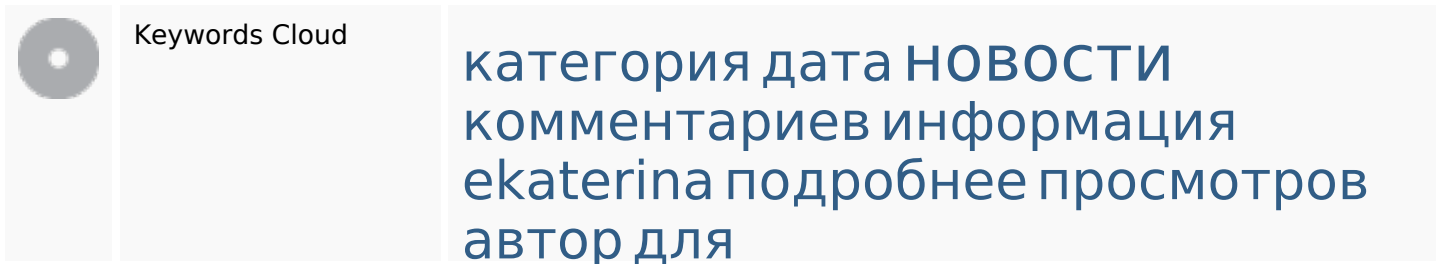 Keywords Cloud
категория дата новости
комментариев информация
ekaterina подробнее просмотров
автор для